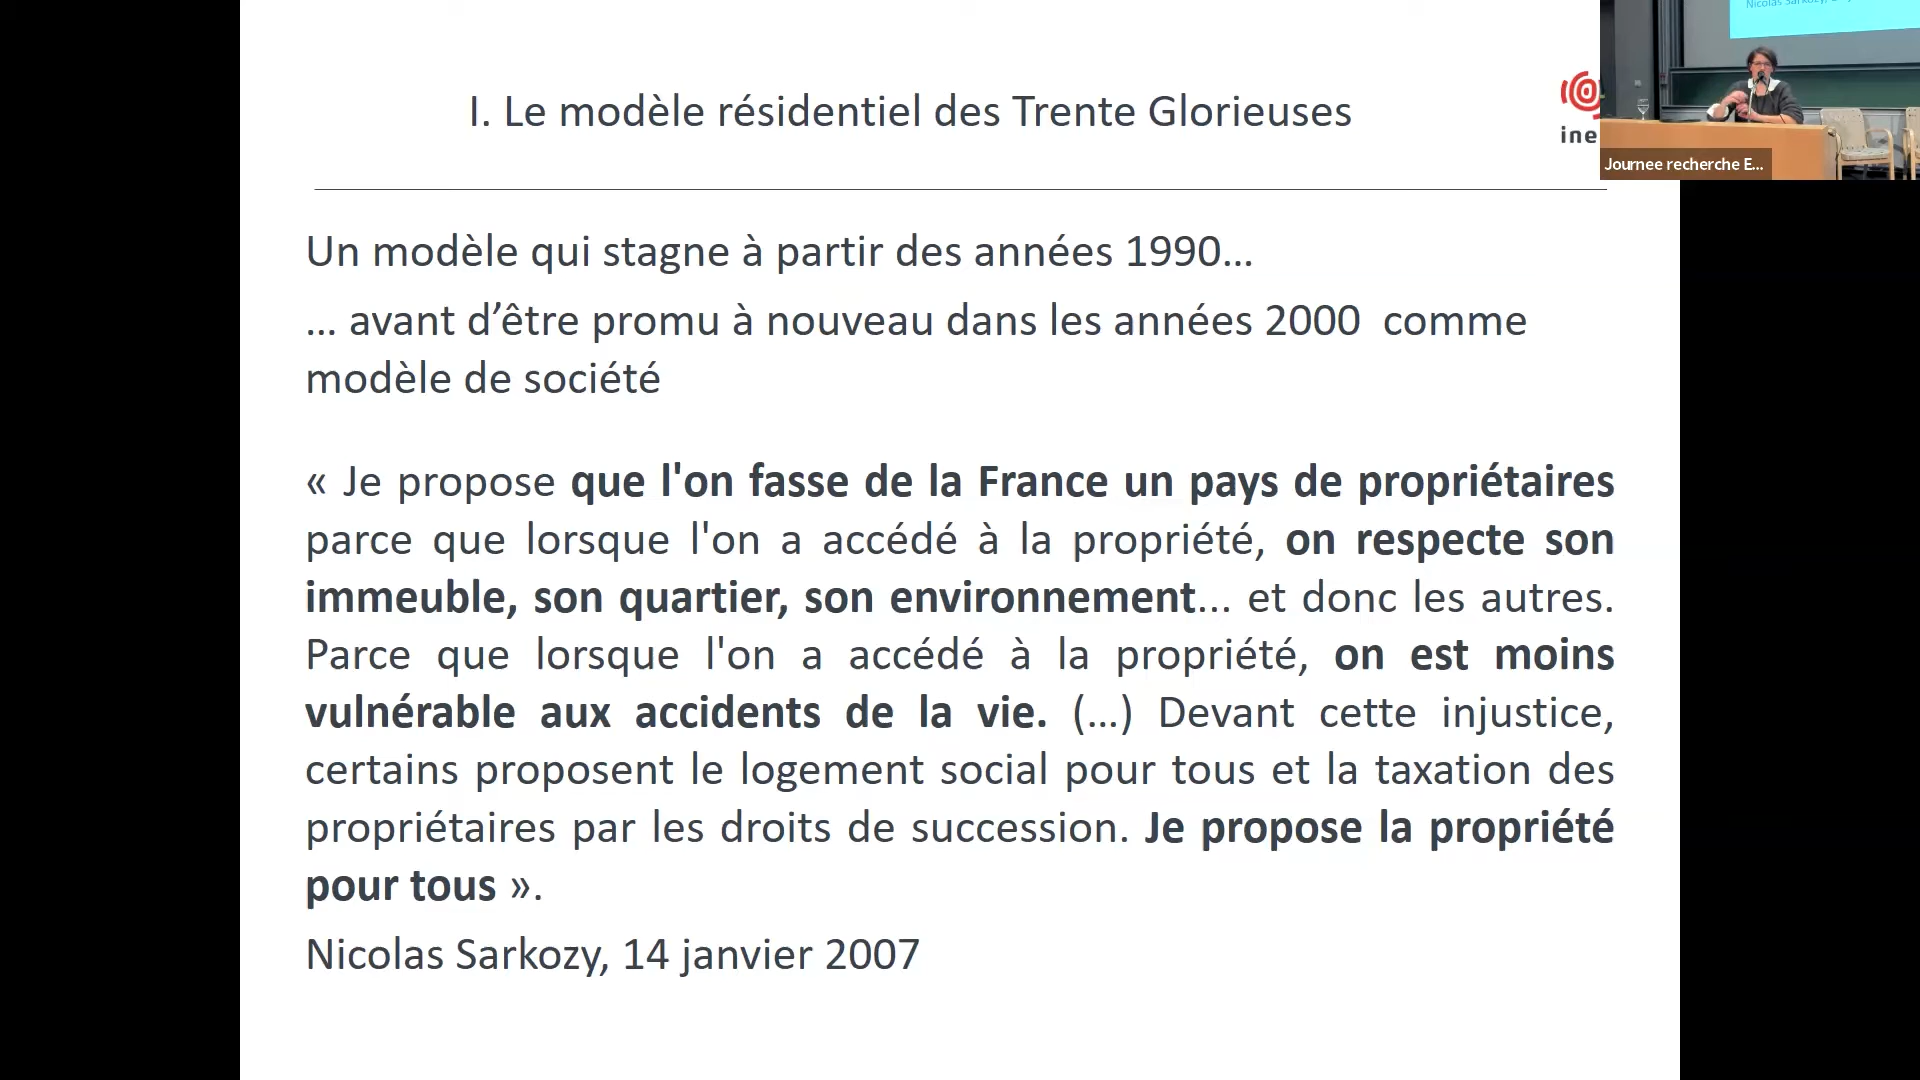 I. Le modèle résidentiel des Trente Glorieuses
ine
Journee recherche E...
Un modèle qui stagne à partir des années 1990...
... avant d’être promu à nouveau dans les années 2000 comme
modèle de société
« Je propose que l'on fasse de la France un pays de propriétaires
parce que lorsque l'on a accédé à la propriété, on respecte son
immeuble, son quartier, son environnement... et donc les autres.
Parce que lorsque l'on a accédé à la propriété, on est moins
vulnérable aux accidents de la vie. (...) Devant cette injustice,
certains proposent le logement social pour tous et la taxation des
propriétaires par les droits de succession. Je propose la propriété
pour tous ».
Nicolas Sarkozy, 14 janvier 2007